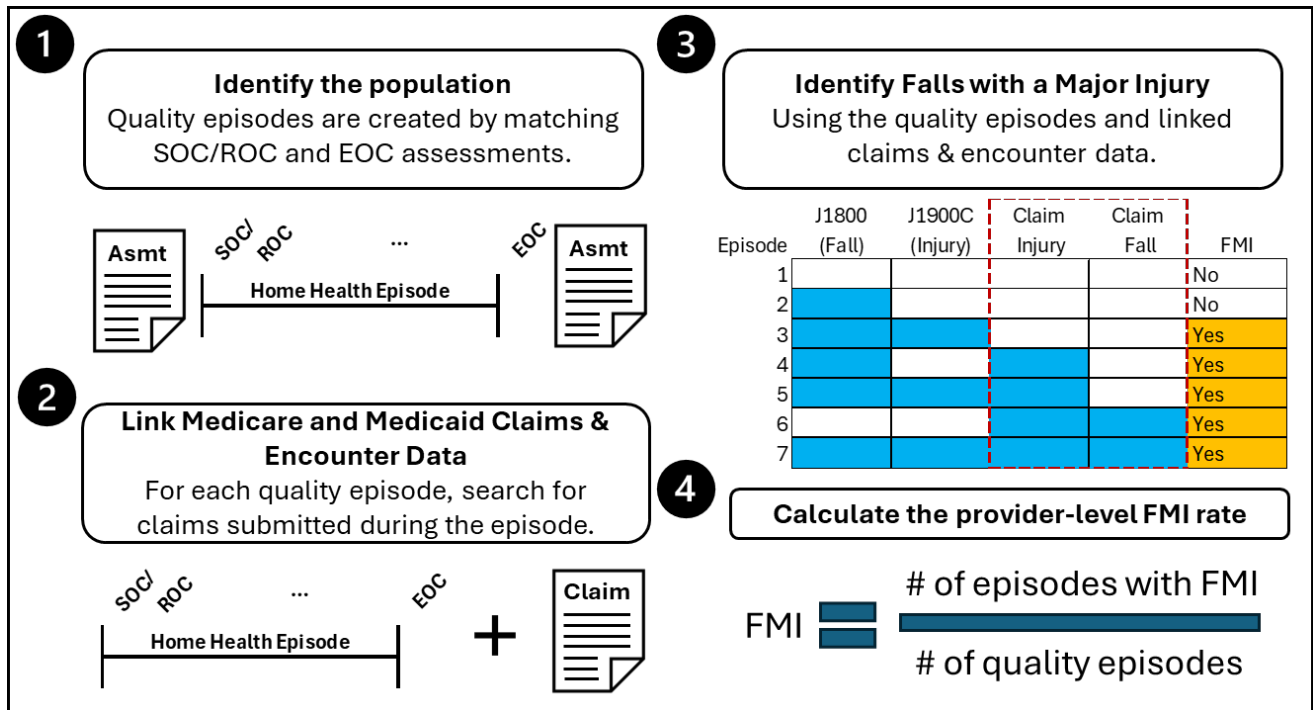 1
Identify the population
Quality episodes are created by matching
SOC/ROC and EOC assessments.
Asmt
SOC/
ROC
...
EOC
Asmt
Home Health Episode
2
Link Medicare and Medicaid Claims &
Encounter Data
For each quality episode, search for
claims submitted during the episode.
SOC/
ROC
...
EOC
Home Health Episode
+
Claim
3
Identify Falls with a Major Injury
Using the quality episodes and linked
claims & encounter data.
J1800 J1900C Claim Claim
Episode (Fall) (Injury) Injury Fall FMI
1 No
2 No
3 Yes
4 Yes
5 Yes
6 Yes
7 Yes
4
Calculate the provider-level FMI rate
# of episodes with FMI
FMI =
# of quality episodes